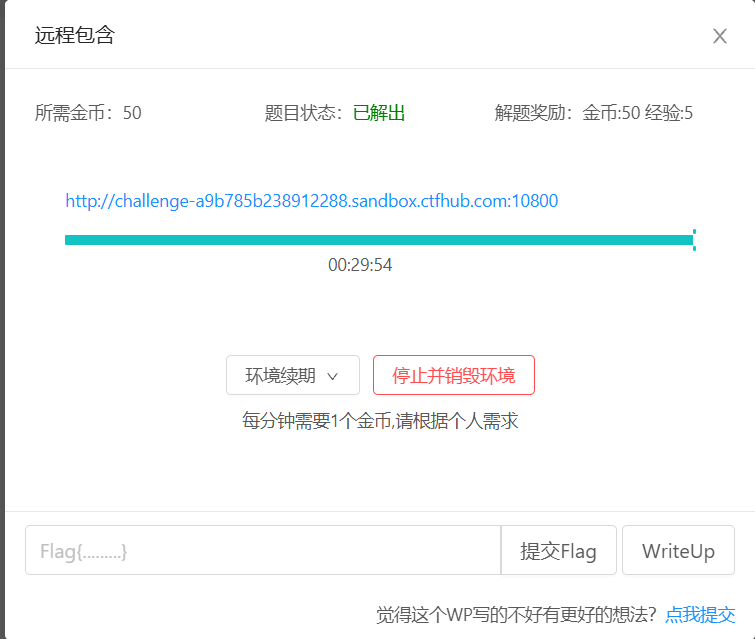 远程包含
所需金币：50 题目状态：已解出 解题奖励：金币:50 经验:5
http://challenge-a9b785b238912288.sandbox.ctfhub.com:10800
00:29:54
环境续期 停止并销毁环境
每分钟需要1个金币,请根据个人需求
Flag{.........} 提交Flag WriteUp
觉得这个WP写的不好有更好的想法？点我提交